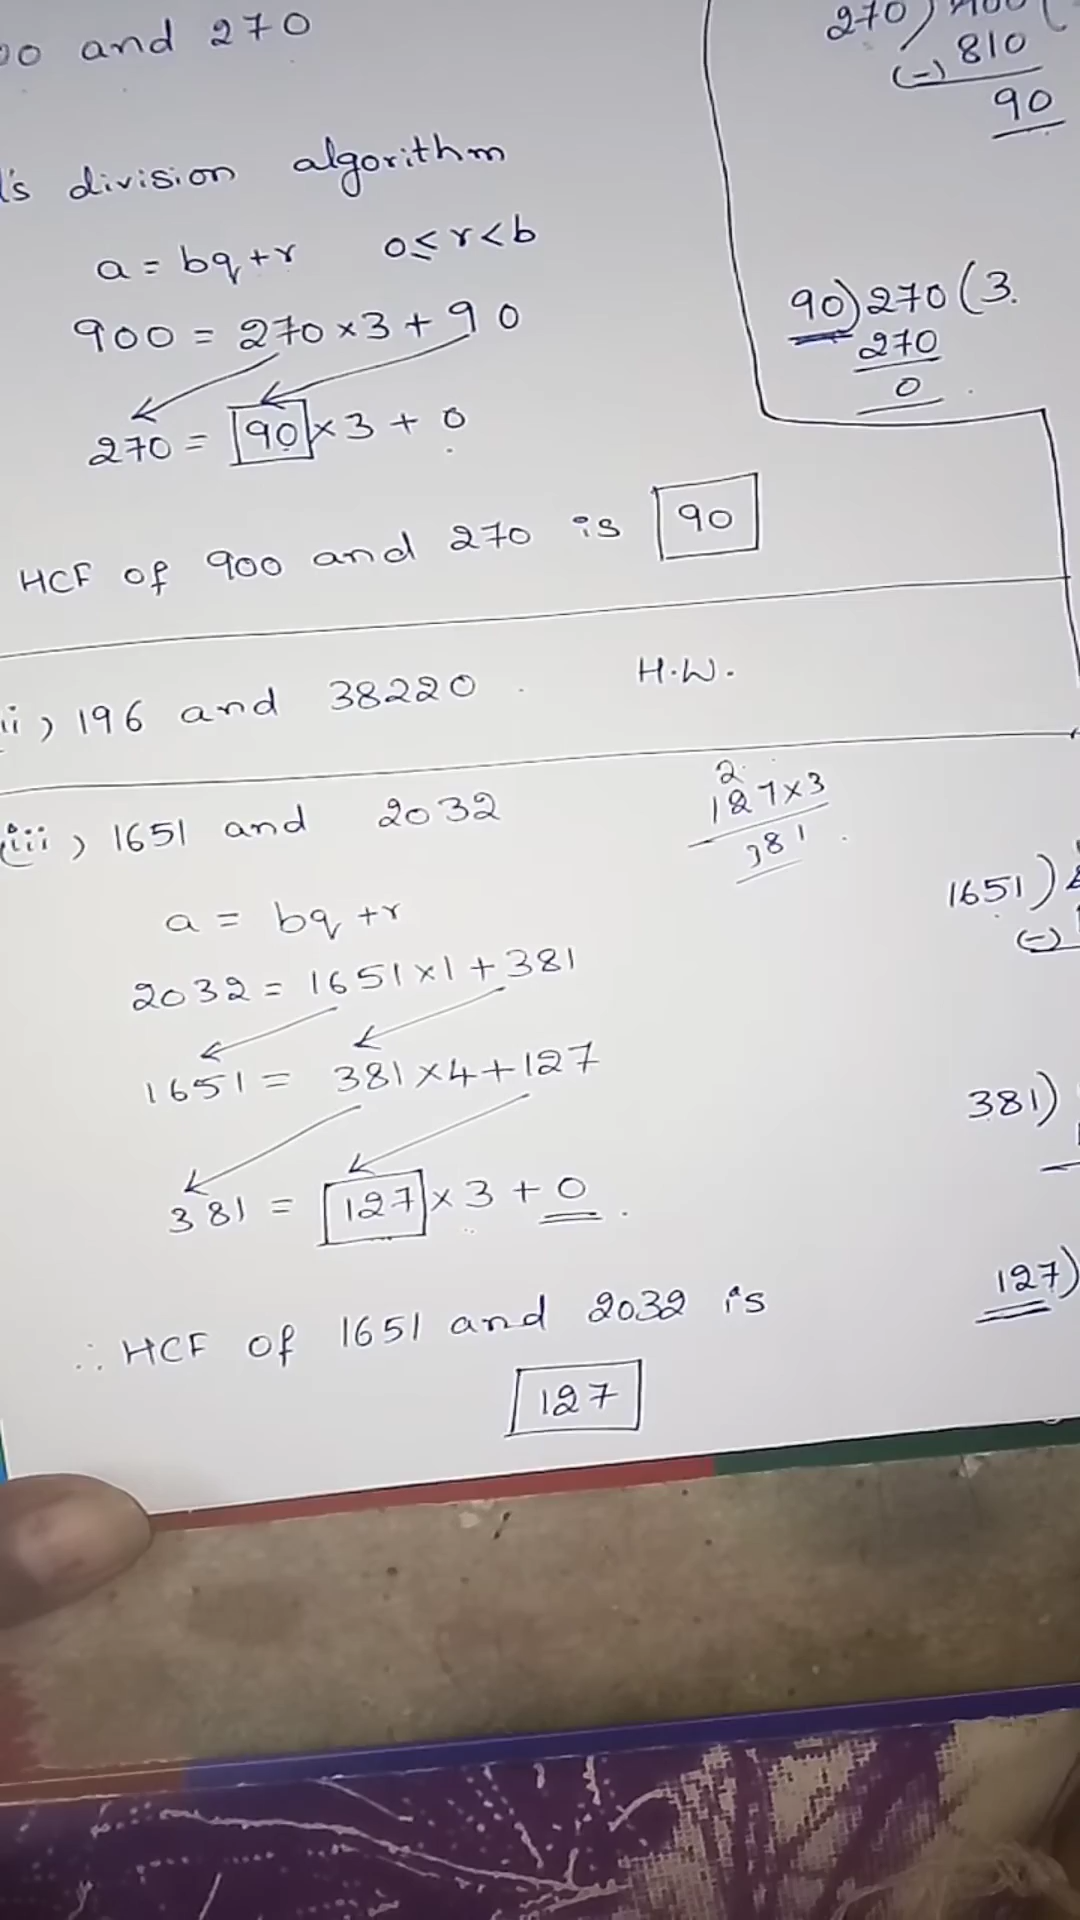 and 270
270)
(-) 810
90
division algorithm
a = bq + r 0 ≤ r < b
900 = 270 × 3 + 90
270 = 90 × 3 + 0
90)270(3.
270
0
HCF of 900 and 270 is 90
ii) 196 and 38220. H.W.
iii) 1651 and 2032
2
127×3
381
a = bq + r
2032 = 1651×1 + 381
1651 = 381×4+127
381 = 127 × 3 + 0.
1651)
(-)
381)
127)
∴ HCF of 1651 and 2032 is
127